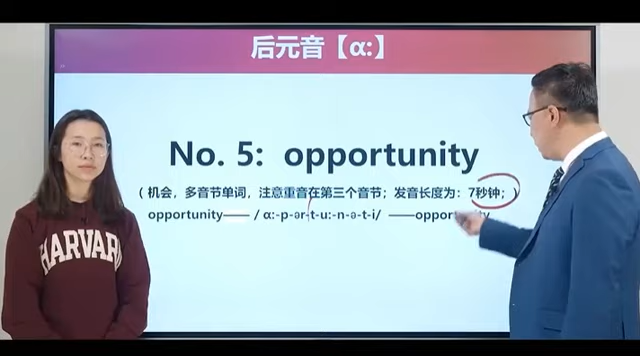 后元音【ɑ:】
No. 5: opportunity
（ 机会，多音节单词，注意重音在第三个音节；发音长度为：7秒钟；）
opportunity—— / ɑ:-p-ər-t-u:-n-ə-t-i/ ——opportunity
HARVARD